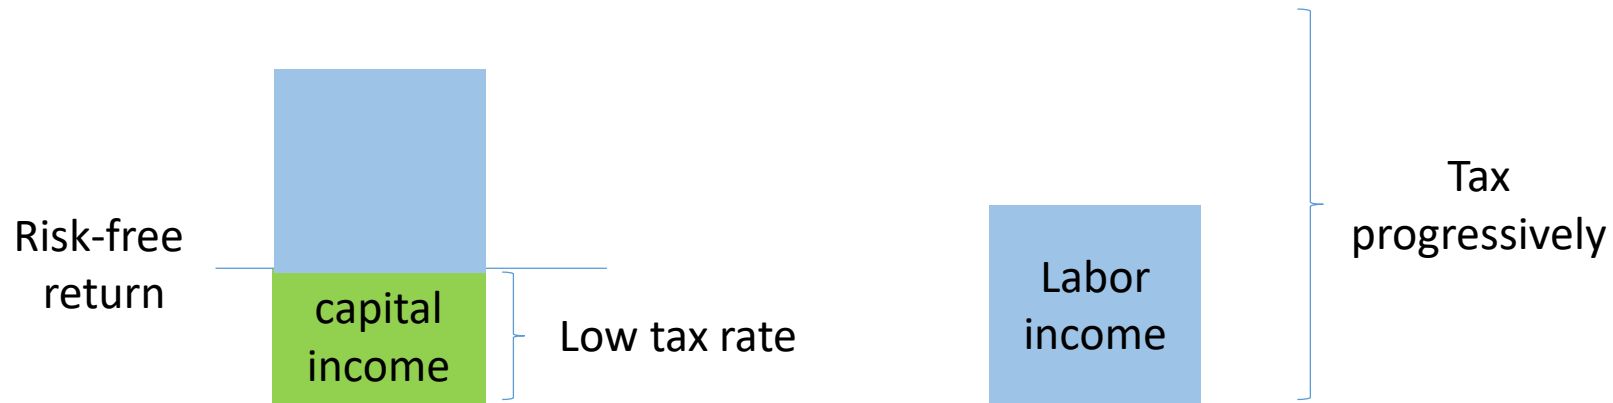 Risk-free
return
capital
income
Low tax rate
Labor
income
Tax
progressively